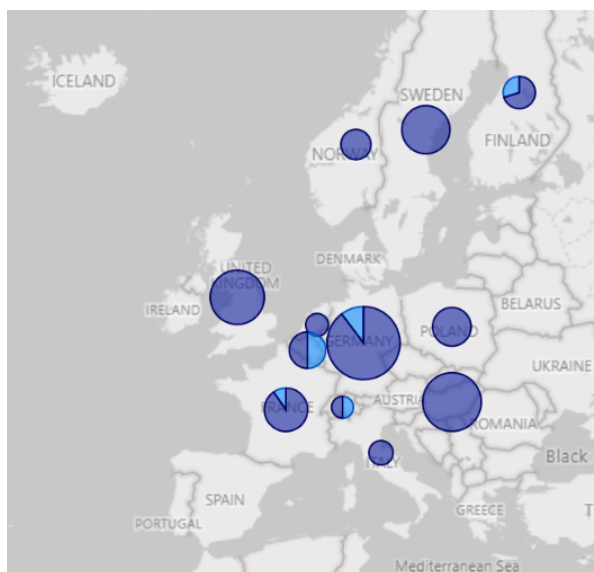 ICELAND
SWEDEN
FINLAND
NORWAY
DENMARK
UNITED
KINGDOM
IRELAND
BELARUS
POLAND
GERMANY
UKRAINE
FRANCE
AUSTRIA
ROMANIA
ITALY
Black
SPAIN
PORTUGAL
GREECE
T
Mediterranean Sea